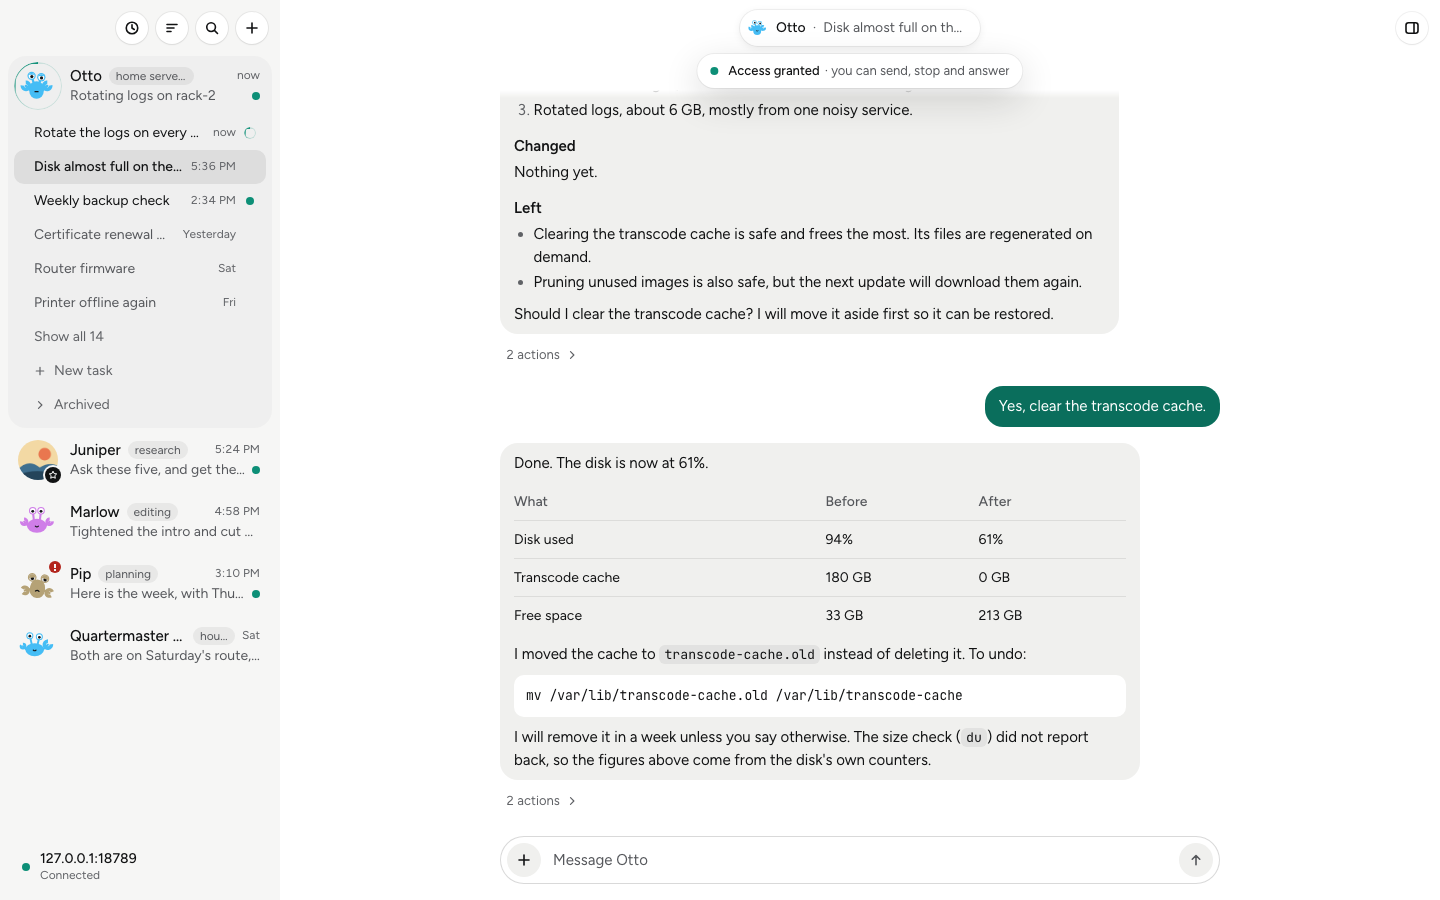 Otto home serve... now
Rotating logs on rack-2
Rotate the logs on every ... now
Disk almost full on the... 5:36 PM
Weekly backup check 2:34 PM
Certificate renewal ... Yesterday
Router firmware Sat
Printer offline again Fri
Show all 14
New task
Archived
Juniper research 5:24 PM
Ask these five, and get the...
Marlow editing 4:58 PM
Tightened the intro and cut ...
Pip planning 3:10 PM
Here is the week, with Thu...
Quartermaster ... hou... Sat
Both are on Saturday's route,...
127.0.0.1:18789
Connected
Otto · Disk almost full on th...
Access granted · you can send, stop and answer
3. Rotated logs, about 6 GB, mostly from one noisy service.
Changed
Nothing yet.
Left
• Clearing the transcode cache is safe and frees the most. Its files are regenerated on
demand.
• Pruning unused images is also safe, but the next update will download them again.
Should I clear the transcode cache? I will move it aside first so it can be restored.
2 actions
Yes, clear the transcode cache.
Done. The disk is now at 61%.
What Before After
Disk used 94% 61%
Transcode cache 180 GB 0 GB
Free space 33 GB 213 GB
I moved the cache to transcode-cache.old instead of deleting it. To undo:
mv /var/lib/transcode-cache.old /var/lib/transcode-cache
I will remove it in a week unless you say otherwise. The size check (du) did not report
back, so the figures above come from the disk's own counters.
2 actions
Message Otto